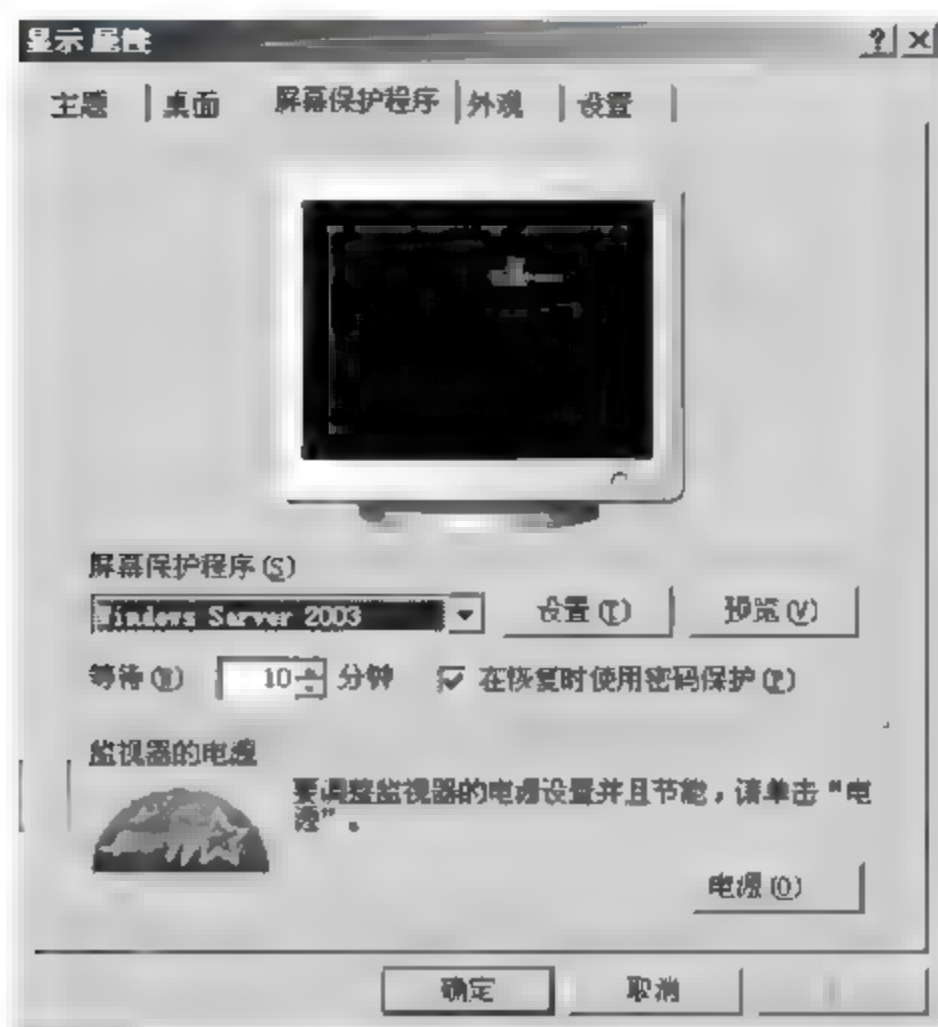 显示 属性
主题 桌面 屏幕保护程序 外观 设置
屏幕保护程序(S)
Windows Server 2003 设置(T) 预览(V)
等待(W) 10 分钟 在恢复时使用密码保护(P)
监视器的电源
要调整监视器的电源设置并且节能，请单击“电
源”。
电源(O)
确定 取消